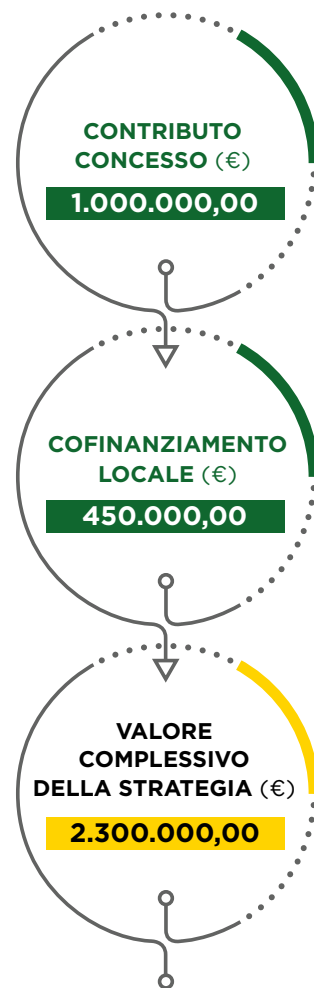 CONTRIBUTO
CONCESSO (€)
1.000.000,00
COFINANZIAMENTO
LOCALE (€)
450.000,00
VALORE
COMPLESSIVO
DELLA STRATEGIA (€)
2.300.000,00